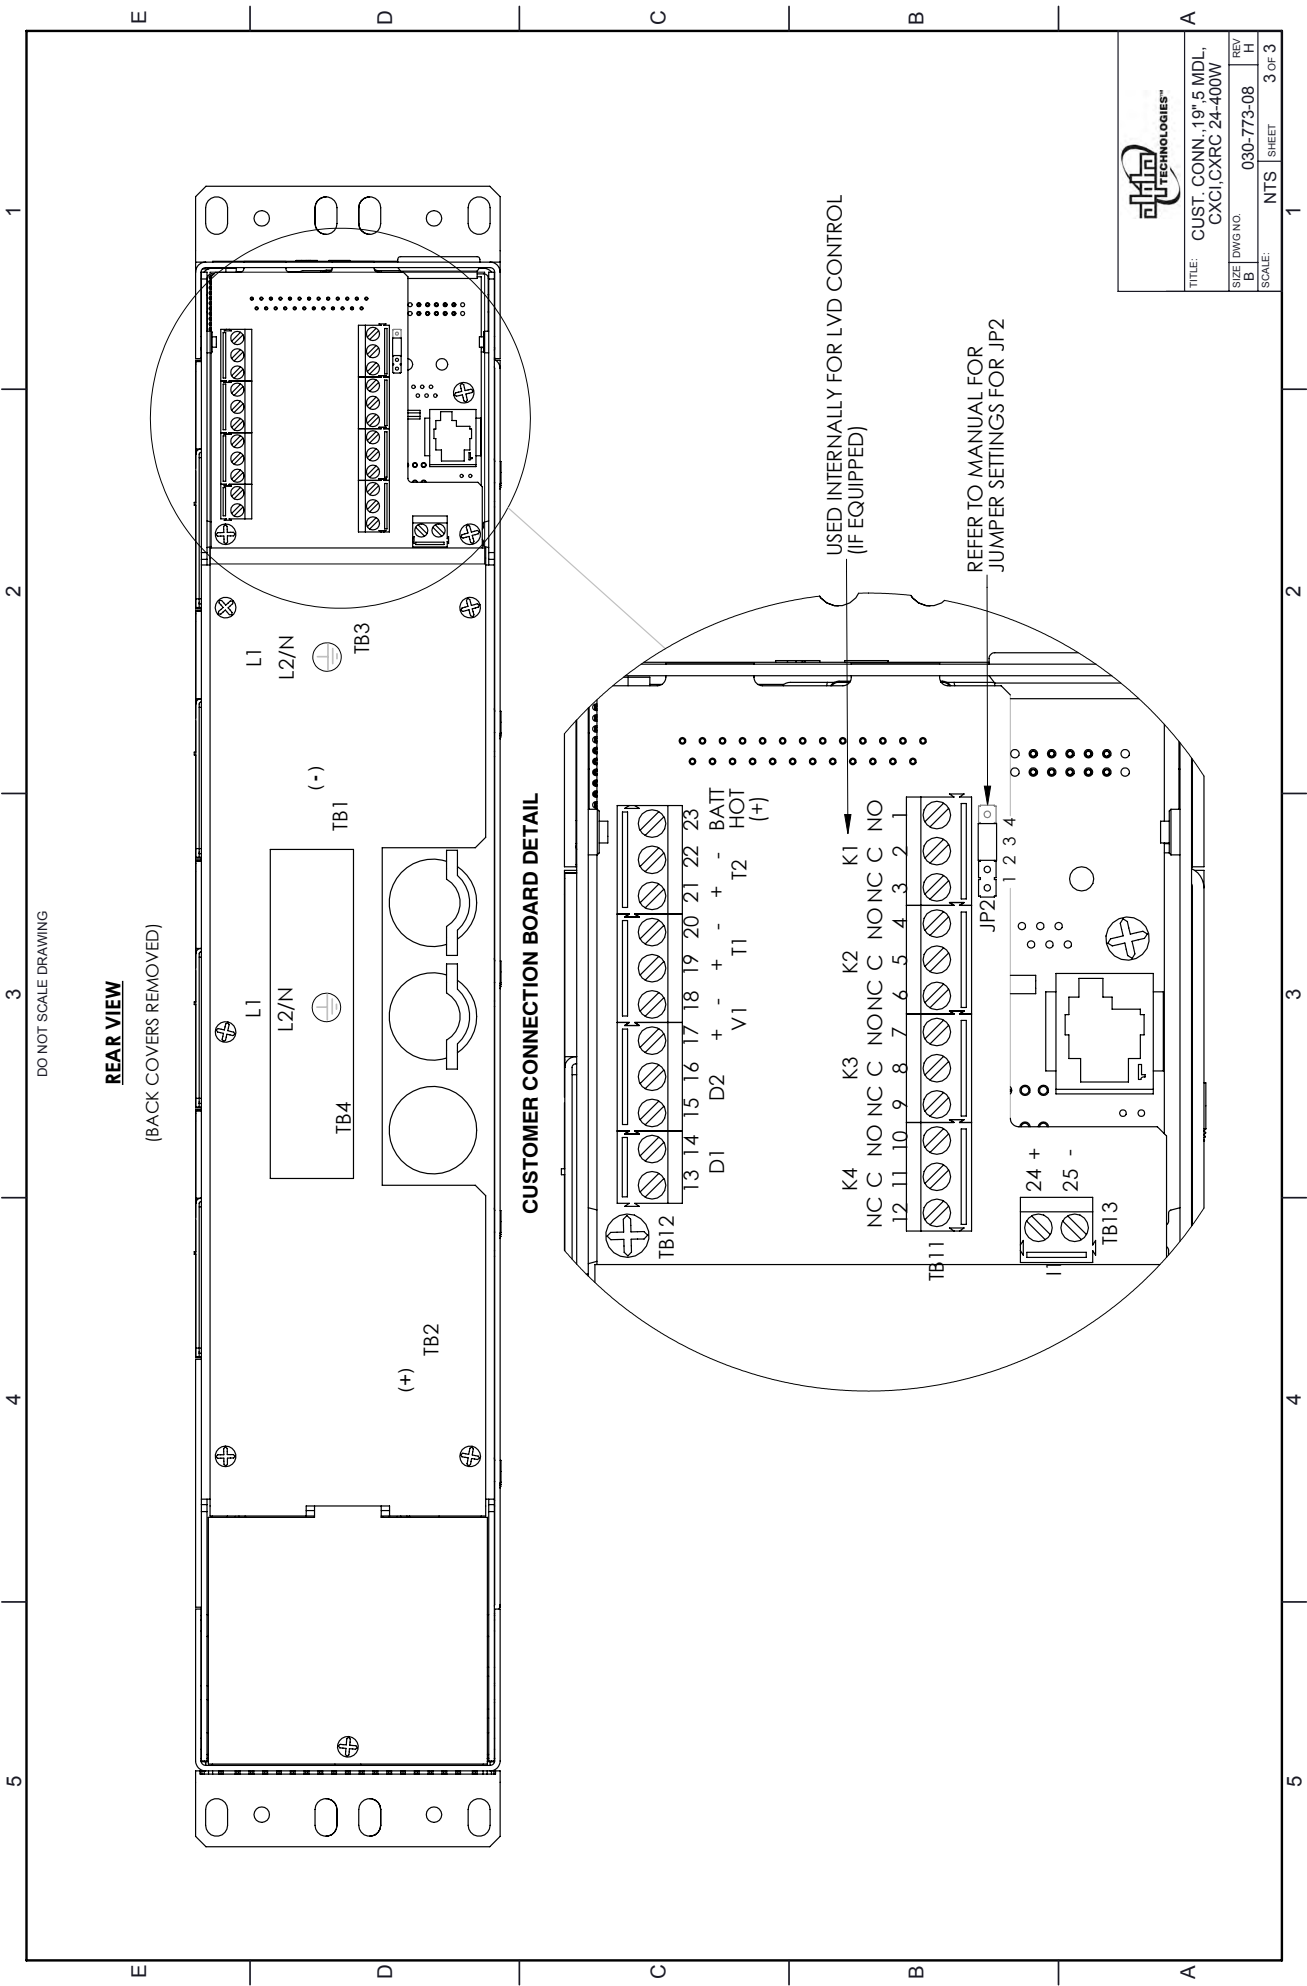 DO NOT SCALE DRAWING
5
4
3
2
1
E
D
C
B
A
REAR VIEW
(BACK COVERS REMOVED)
L1
L2/N
TB4
TB1
(-)
L1
L2/N
TB3
(+)
TB2
CUSTOMER CONNECTION BOARD DETAIL
TB12
13 14 15 16 17 18 19 20 21 22 23
D1 D2 + - + - + - BATT
V1 T1 T2 HOT
(+)
USED INTERNALLY FOR LVD CONTROL
(IF EQUIPPED)
K4 K3 K2 K1
NC C NO NC C NO NC C NO NC C NO
12 11 10 9 8 7 6 5 4 3 2 1
TB11
JP2
1 2 3 4
REFER TO MANUAL FOR
JUMPER SETTINGS FOR JP2
24 +
25 -
TB13
TECHNOLOGIES™
TITLE:
CUST. CONN.,19",5 MDL,
CXCI,CXRC 24-400W
SIZE
B
DWG NO.
030-773-08
REV
H
SCALE:
NTS
SHEET
3 OF 3
5
4
3
2
1
E
D
C
B
A